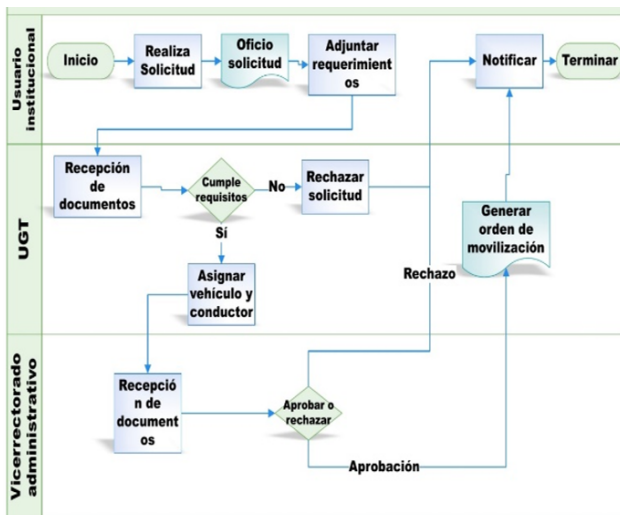 Usuario
institucional
Inicio
Realiza
Solicitud
Oficio
solicitud
Adjuntar
requerimient
os
Notificar
Terminar
UGT
Recepción
de
documentos
Cumple
requisitos
No
Rechazar
solicitud
Sí
Asignar
vehículo y
conductor
Generar
orden de
movilización
Rechazo
Vicerrectorado
administrativo
Recepció
n de
document
os
Aprobar o
rechazar
Aprobación